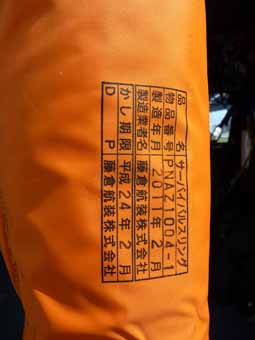 品名 サーバイバルスリング
物品番号 PNAZ11004-1
製造年月 2011年2月
製造業者名 藤倉航装株式会社
かし期限 平成24年2月
DP 藤倉航装株式会社